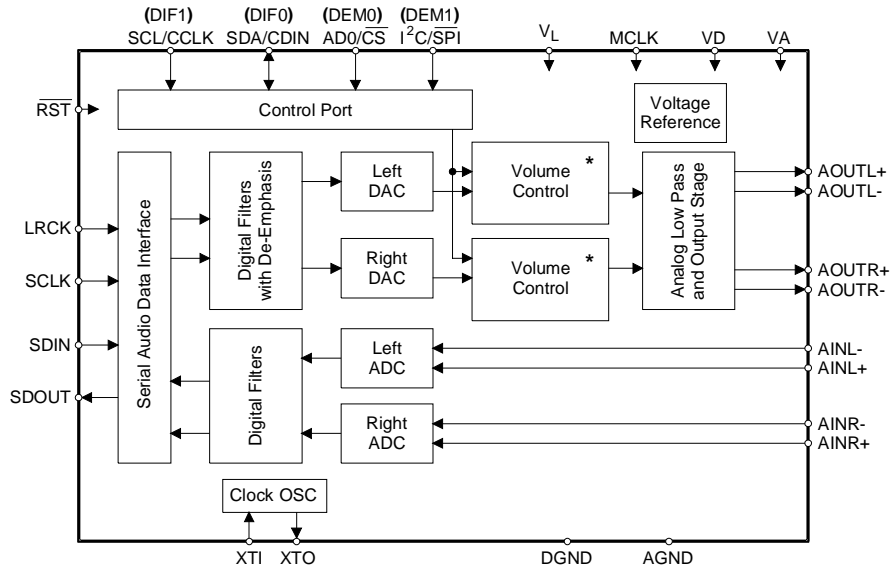 (DIF1) (DIF0) (DEM0) (DEM1)
SCL/CCLK SDA/CDIN AD0/C̅S̅ I²C/S̅P̅I VL MCLK VD VA
R̅S̅T̅
Control Port
Voltage
Reference
Left
DAC
Volume *
Control
AOUTL+
AOUTL-
LRCK
SCLK
SDIN
SDOUT
Serial Audio Data Interface
Digital Filters
with De-Emphasis
Right
DAC
Volume *
Control
Analog Low Pass
and Output Stage
AOUTR+
AOUTR-
Digital Filters
Left
ADC
AINL-
AINL+
Right
ADC
AINR-
AINR+
Clock OSC
XTI XTO DGND AGND